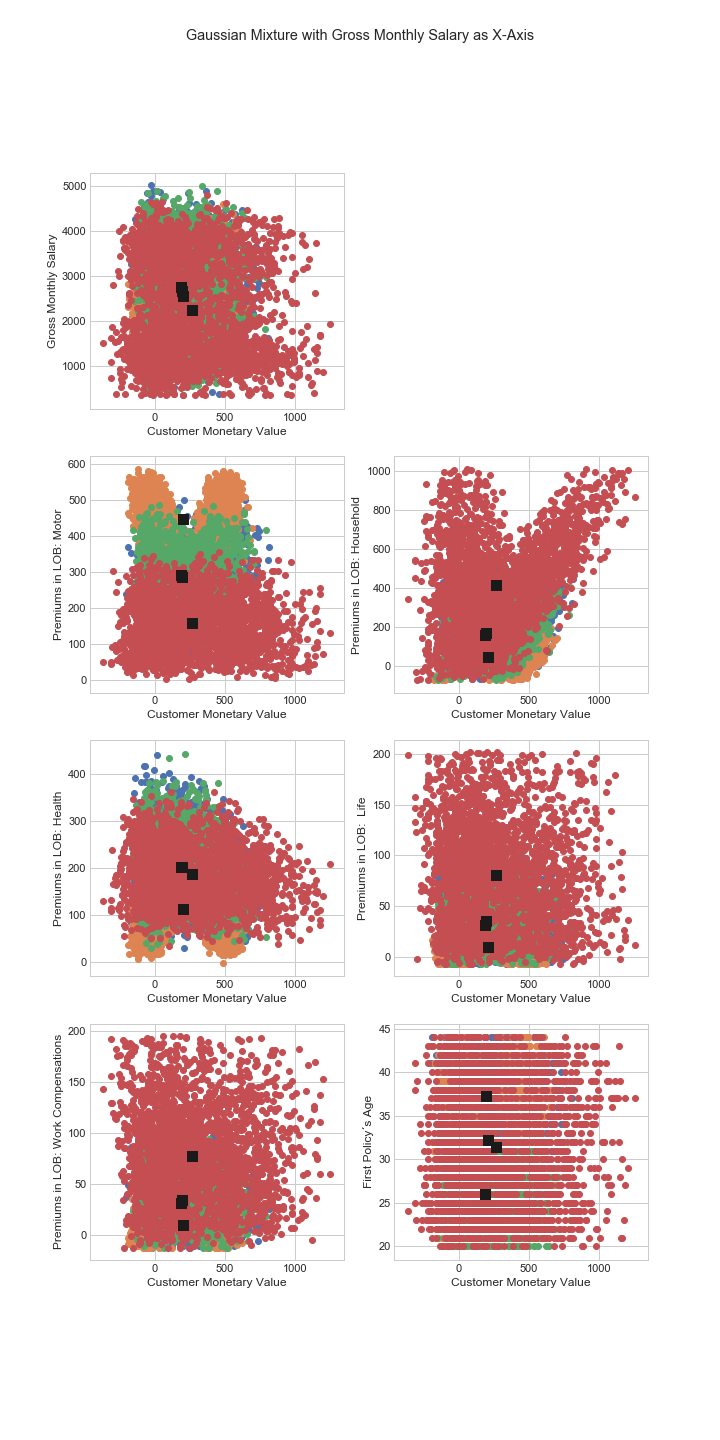 Gaussian Mixture with Gross Monthly Salary as X-Axis
5000
4000
3000
2000
1000
Gross Monthly Salary
0 500 1000
Customer Monetary Value
600
500
400
300
200
100
0
Premiums in LOB: Motor
0 500 1000
Customer Monetary Value
1000
800
600
400
200
0
Premiums in LOB: Household
0 500 1000
Customer Monetary Value
400
300
200
100
0
Premiums in LOB: Health
0 500 1000
Customer Monetary Value
200
150
100
50
0
Premiums in LOB:  Life
0 500 1000
Customer Monetary Value
200
150
100
50
0
Premiums in LOB: Work Compensations
0 500 1000
Customer Monetary Value
45
40
35
30
25
20
First Policy´s Age
0 500 1000
Customer Monetary Value